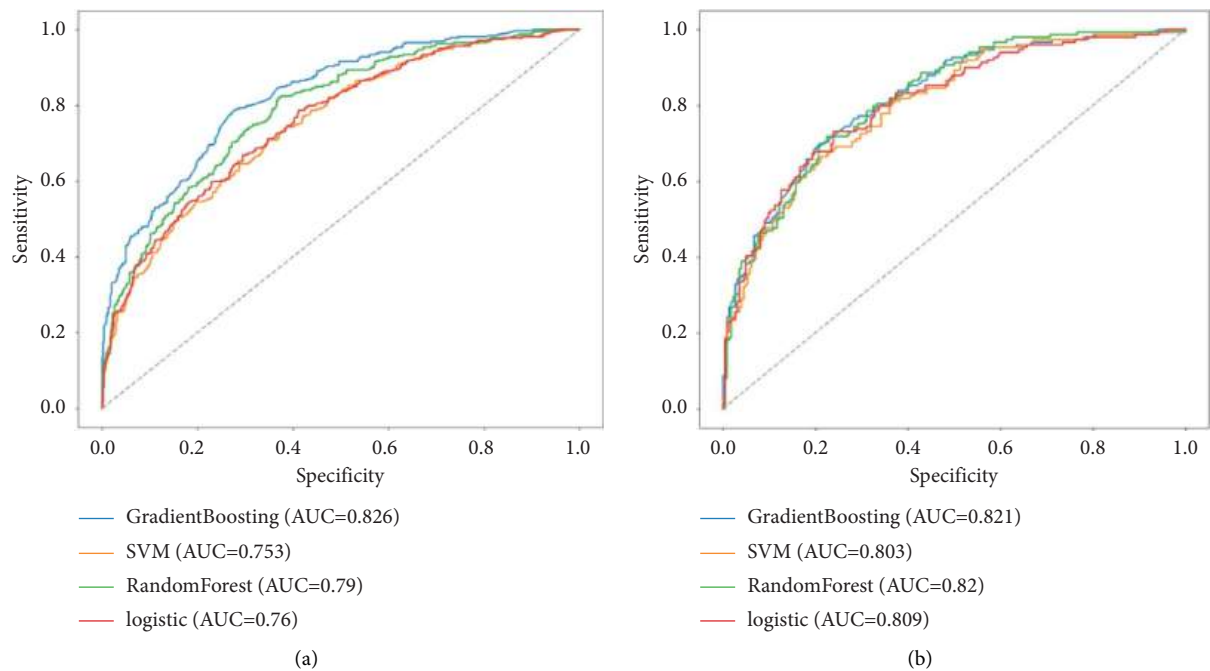 1.0
0.8
0.6
0.4
0.2
0.0
Sensitivity
0.0 0.2 0.4 0.6 0.8 1.0
Specificity
GradientBoosting (AUC=0.826)
SVM (AUC=0.753)
RandomForest (AUC=0.79)
logistic (AUC=0.76)
(a)
1.0
0.8
0.6
0.4
0.2
0.0
Sensitivity
0.0 0.2 0.4 0.6 0.8 1.0
Specificity
GradientBoosting (AUC=0.821)
SVM (AUC=0.803)
RandomForest (AUC=0.82)
logistic (AUC=0.809)
(b)